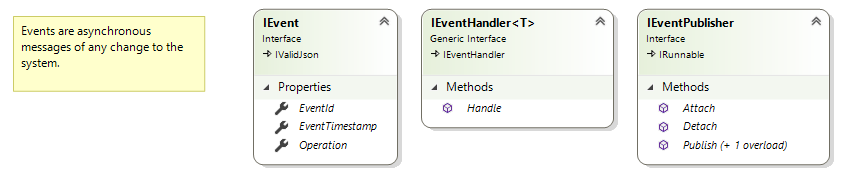 Events are asynchronous
messages of any change to the
system.
IEvent
Interface
IValidJson
Properties
EventId
EventTimestamp
Operation
IEventHandler<T>
Generic Interface
IEventHandler
Methods
Handle
IEventPublisher
Interface
IRunnable
Methods
Attach
Detach
Publish (+ 1 overload)